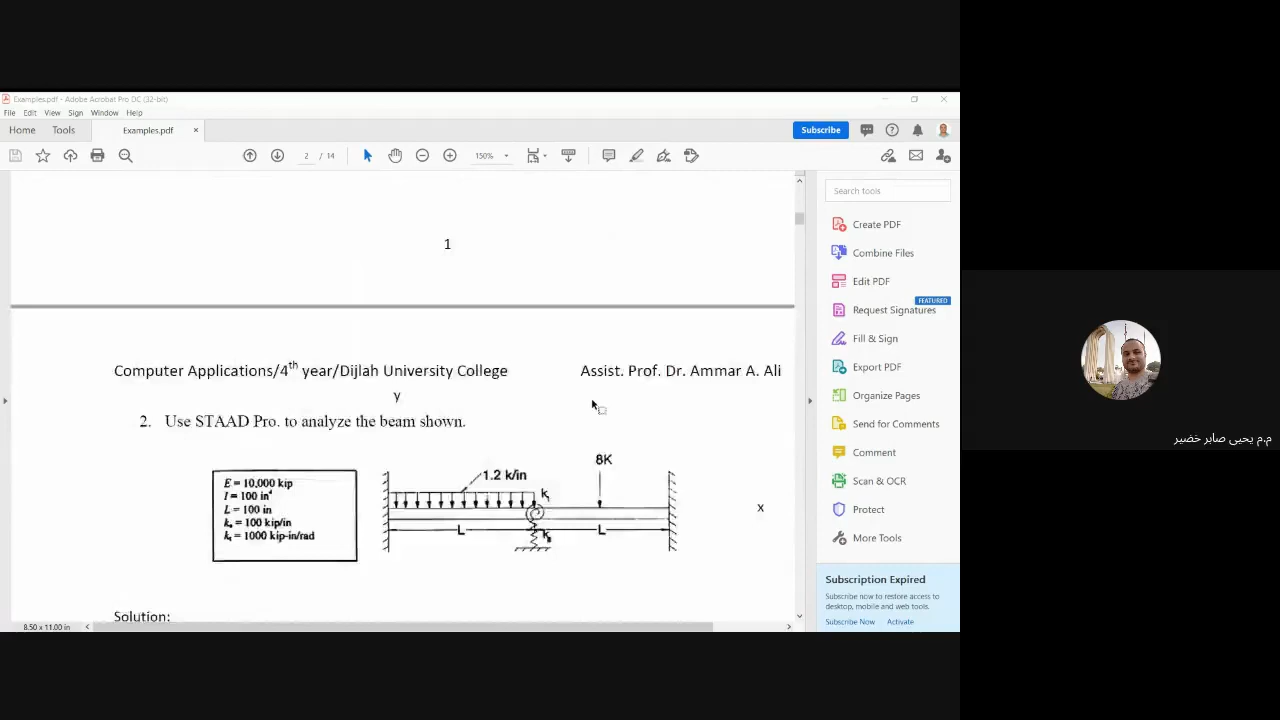 Examples.pdf - Adobe Acrobat Pro DC (32-bit)
File Edit View Sign Window Help
Home Tools Examples.pdf ×
Subscribe
2 / 14 150%
Search tools
Create PDF
Combine Files
Edit PDF
FEATURED
Request Signatures
Fill & Sign
Export PDF
Organize Pages
Send for Comments
Comment
Scan & OCR
Protect
More Tools
Subscription Expired
Subscribe now to restore access to
desktop, mobile and web tools.
Subscribe Now Activate
1
Computer Applications/4th year/Dijlah University College Assist. Prof. Dr. Ammar A. Ali
y
2. Use STAAD Pro. to analyze the beam shown.
E = 10,000 kip
I = 100 in⁴
L = 100 in
kₛ = 100 kip/in
kₜ = 1000 kip-in/rad
1.2 k/in
8K
L
L
x
Solution:
8.50 x 11.00 in
م.م يحيى صابر خضير